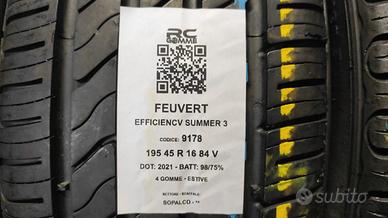 RC
GOMME
FEUVERT
EFFICIENCV SUMMER 3
CODICE: 9178
195 45 R 16 84 V
DOT: 2021 - BATT: 98/75%
4 GOMME - ESTIVE
SOPALCO - **
subito